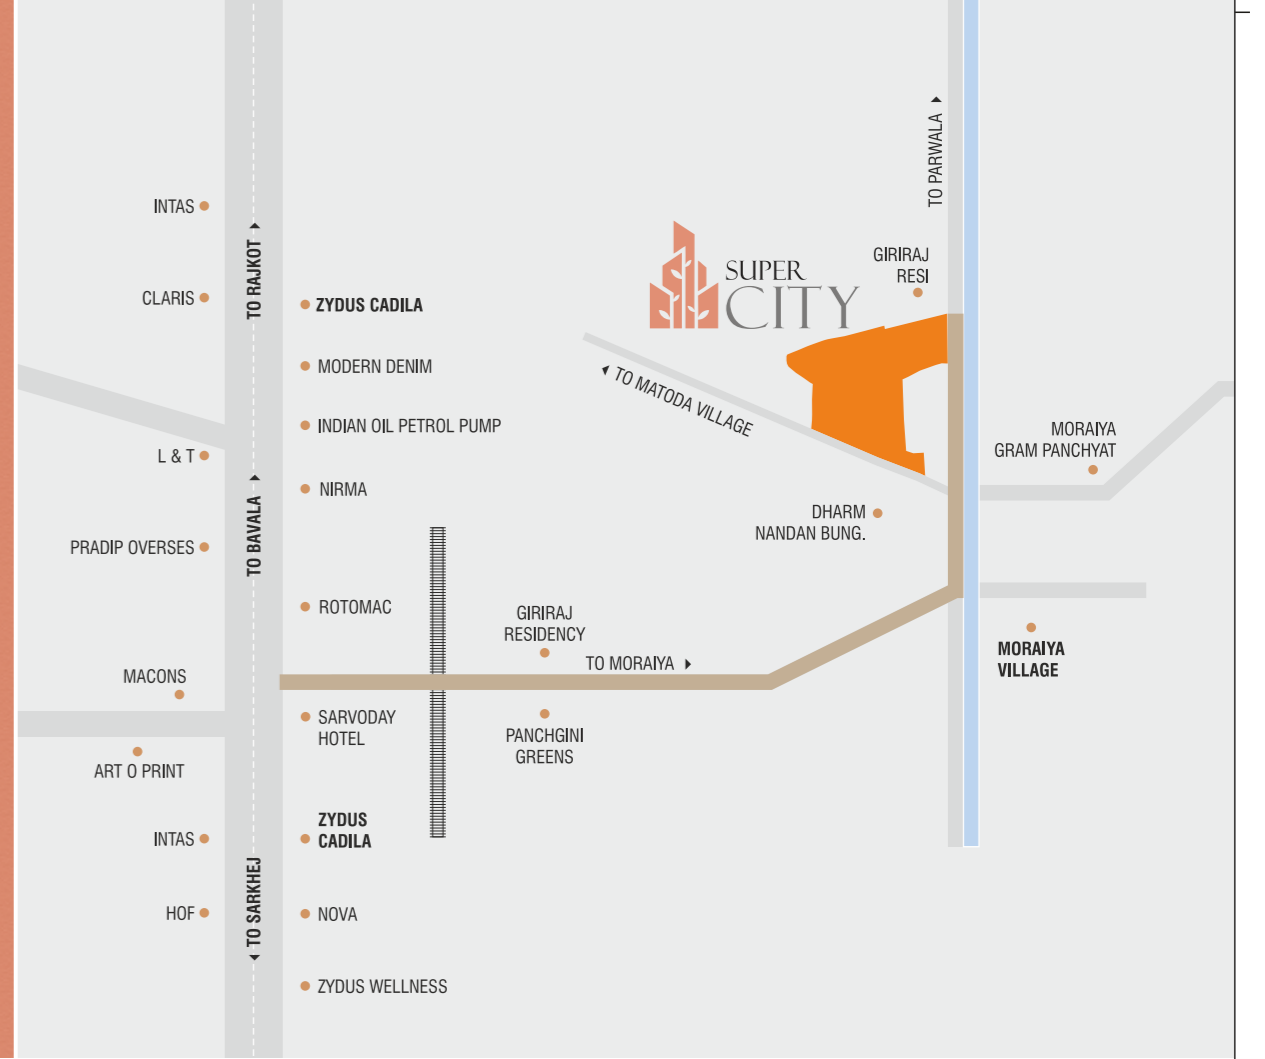 TO PARWALA
INTAS
TO RAJKOT
CLARIS
ZYDUS CADILA
SUPER
CITY
GIRIRAJ
RESI
MODERN DENIM
TO MATODA VILLAGE
INDIAN OIL PETROL PUMP
L & T
MORAIYA
GRAM PANCHYAT
NIRMA
TO BAVALA
DHARM
NANDAN BUNG.
PRADIP OVERSES
ROTOMAC
GIRIRAJ
RESIDENCY
TO MORAIYA
MORAIYA
VILLAGE
MACONS
SARVODAY
HOTEL
PANCHGINI
GREENS
ART O PRINT
ZYDUS
CADILA
INTAS
TO SARKHEJ
HOF
NOVA
ZYDUS WELLNESS